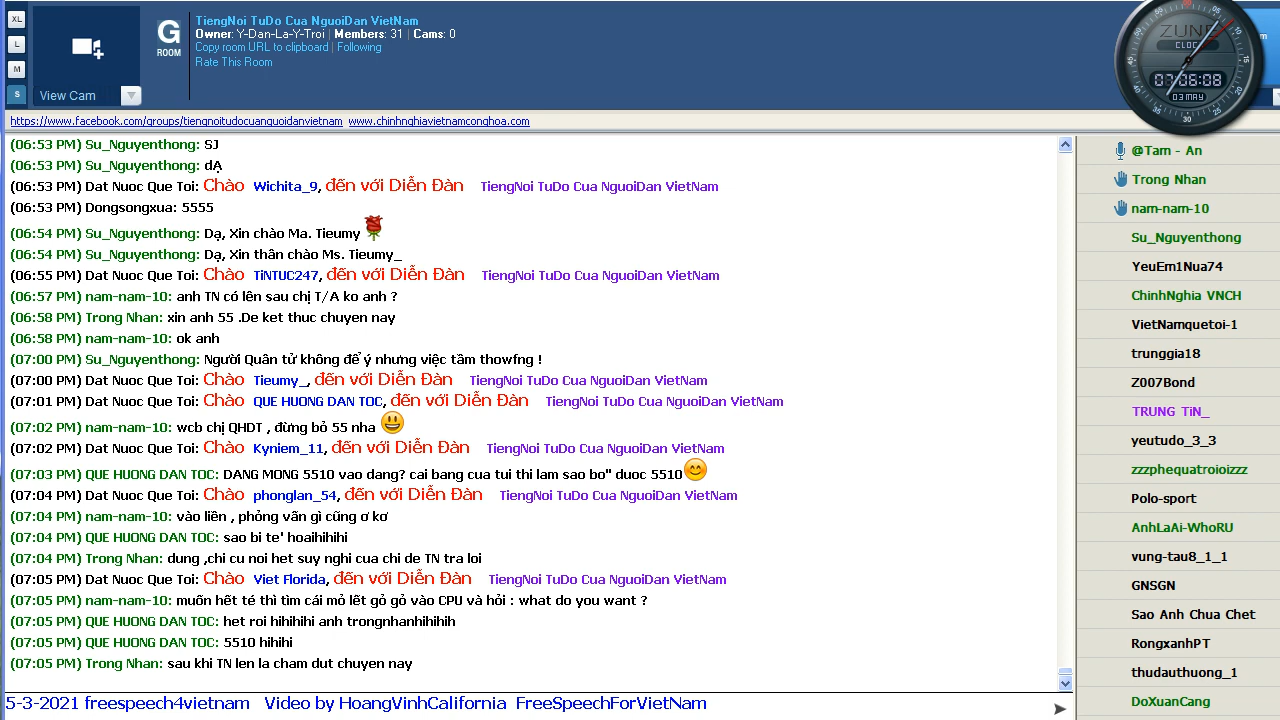 XL
L
M
S
View Cam
G
ROOM
TiengNoi TuDo Cua NguoiDan VietNam
Owner: Y-Dan-La-Y-Troi | Members: 31 | Cams: 0
Copy room URL to clipboard | Following
Rate This Room
ZUNE
CLOC
07:06:08
03 MAY
https://www.facebook.com/groups/tiengnoitudocuanguoidanvietnam www.chinhnghiavietnamconghoa.com
(06:53 PM) Su_Nguyenthong: SJ
(06:53 PM) Su_Nguyenthong: dẠ
(06:53 PM) Dat Nuoc Que Toi: Chào Wichita_9, đến với Diễn Đàn TiengNoi TuDo Cua NguoiDan VietNam
(06:53 PM) Dongsongxua: 5555
(06:54 PM) Su_Nguyenthong: Dạ, Xin chào Ma. Tieumy
(06:54 PM) Su_Nguyenthong: Dạ, Xin thân chào Ms. Tieumy_
(06:55 PM) Dat Nuoc Que Toi: Chào TiNTUC247, đến với Diễn Đàn TiengNoi TuDo Cua NguoiDan VietNam
(06:57 PM) nam-nam-10: anh TN có lên sau chị T/A ko anh ?
(06:58 PM) Trong Nhan: xin anh 55 .De ket thuc chuyen nay
(06:58 PM) nam-nam-10: ok anh
(07:00 PM) Su_Nguyenthong: Người Quân tử không để ý nhưng việc tầm thowfng !
(07:00 PM) Dat Nuoc Que Toi: Chào Tieumy_, đến với Diễn Đàn TiengNoi TuDo Cua NguoiDan VietNam
(07:01 PM) Dat Nuoc Que Toi: Chào QUE HUONG DAN TOC, đến với Diễn Đàn TiengNoi TuDo Cua NguoiDan VietNam
(07:02 PM) nam-nam-10: wcb chị QHDT , đừng bỏ 55 nha
(07:02 PM) Dat Nuoc Que Toi: Chào Kyniem_11, đến với Diễn Đàn TiengNoi TuDo Cua NguoiDan VietNam
(07:03 PM) QUE HUONG DAN TOC: DANG MONG 5510 vao dang? cai bang cua tui thi lam sao bo" duoc 5510
(07:04 PM) Dat Nuoc Que Toi: Chào phonglan_54, đến với Diễn Đàn TiengNoi TuDo Cua NguoiDan VietNam
(07:04 PM) nam-nam-10: vào liền , phỏng vấn gì cũng ơ kơ
(07:04 PM) QUE HUONG DAN TOC: sao bi te' hoaihihihi
(07:04 PM) Trong Nhan: dung ,chi cu noi het suy nghi cua chi de TN tra loi
(07:05 PM) Dat Nuoc Que Toi: Chào Viet Florida, đến với Diễn Đàn TiengNoi TuDo Cua NguoiDan VietNam
(07:05 PM) nam-nam-10: muốn hết té thì tìm cái mỏ lết gỏ gỏ vào CPU và hỏi : what do you want ?
(07:05 PM) QUE HUONG DAN TOC: het roi hihihihi anh trongnhanhihihih
(07:05 PM) QUE HUONG DAN TOC: 5510 hihihi
(07:05 PM) Trong Nhan: sau khi TN len la cham dut chuyen nay
5-3-2021 freespeech4vietnam Video by HoangVinhCalifornia FreeSpeechForVietNam
@Tam - An
Trong Nhan
nam-nam-10
Su_Nguyenthong
YeuEm1Nua74
ChinhNghia VNCH
VietNamquetoi-1
trunggia18
Z007Bond
TRUNG TiN_
yeutudo_3_3
zzzphequatroioizzz
Polo-sport
AnhLaAi-WhoRU
vung-tau8_1_1
GNSGN
Sao Anh Chua Chet
RongxanhPT
thudauthuong_1
DoXuanCang